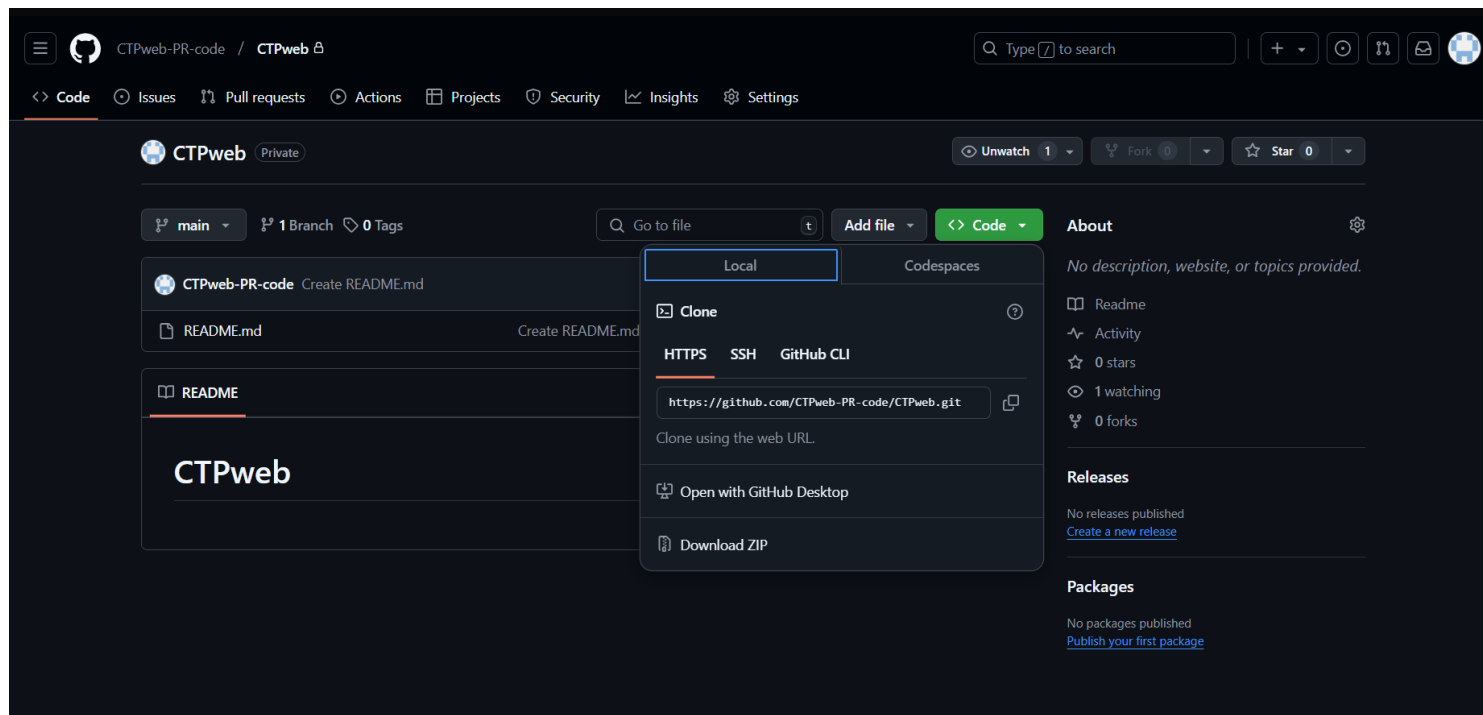 CTPweb-PR-code / CTPweb
Type / to search
Code Issues Pull requests Actions Projects Security Insights Settings
CTPweb Private
Unwatch 1 Fork 0 Star 0
main 1 Branch 0 Tags
Go to file t Add file Code
About
Local Codespaces
No description, website, or topics provided.
CTPweb-PR-code Create README.md
README.md Create README.md
Clone
HTTPS SSH GitHub CLI
https://github.com/CTPweb-PR-code/CTPweb.git
Clone using the web URL.
Open with GitHub Desktop
Download ZIP
README
CTPweb
Readme
Activity
0 stars
1 watching
0 forks
Releases
No releases published
Create a new release
Packages
No packages published
Publish your first package